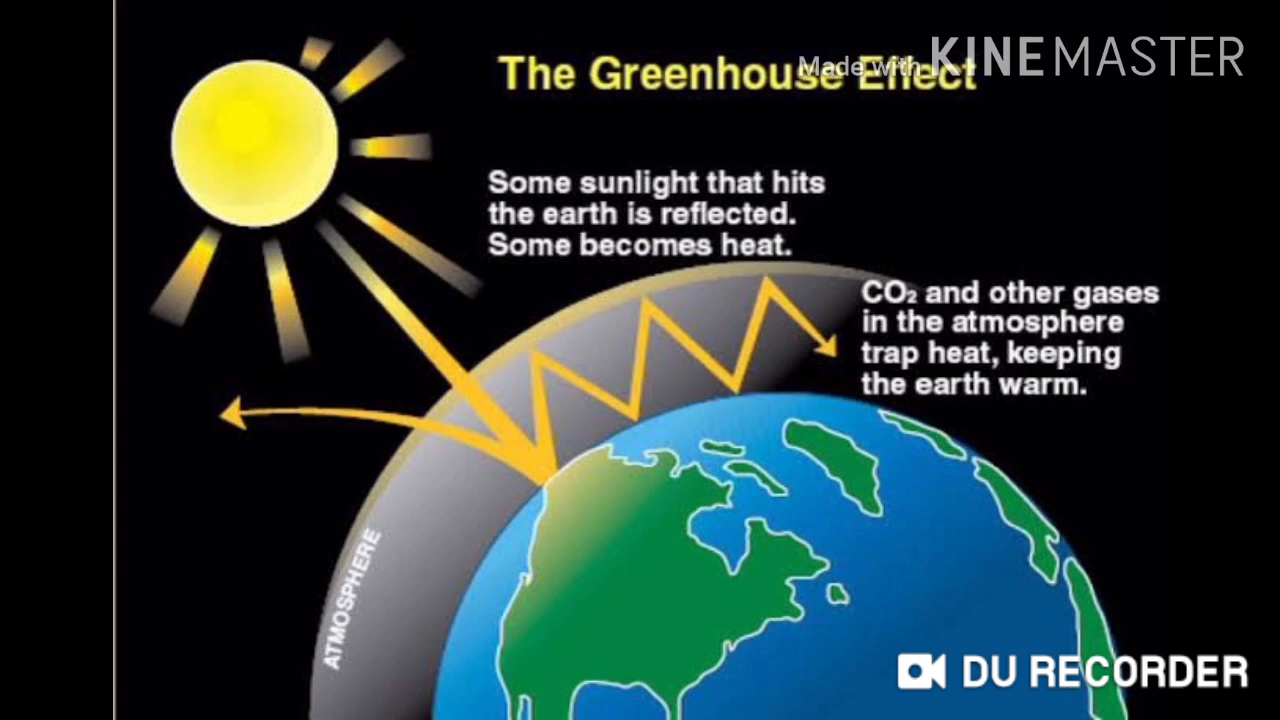 The Greenhouse Effect
Made with KINEMASTER
Some sunlight that hits
the earth is reflected.
Some becomes heat.
CO₂ and other gases
in the atmosphere
trap heat, keeping
the earth warm.
ATMOSPHERE
DU RECORDER